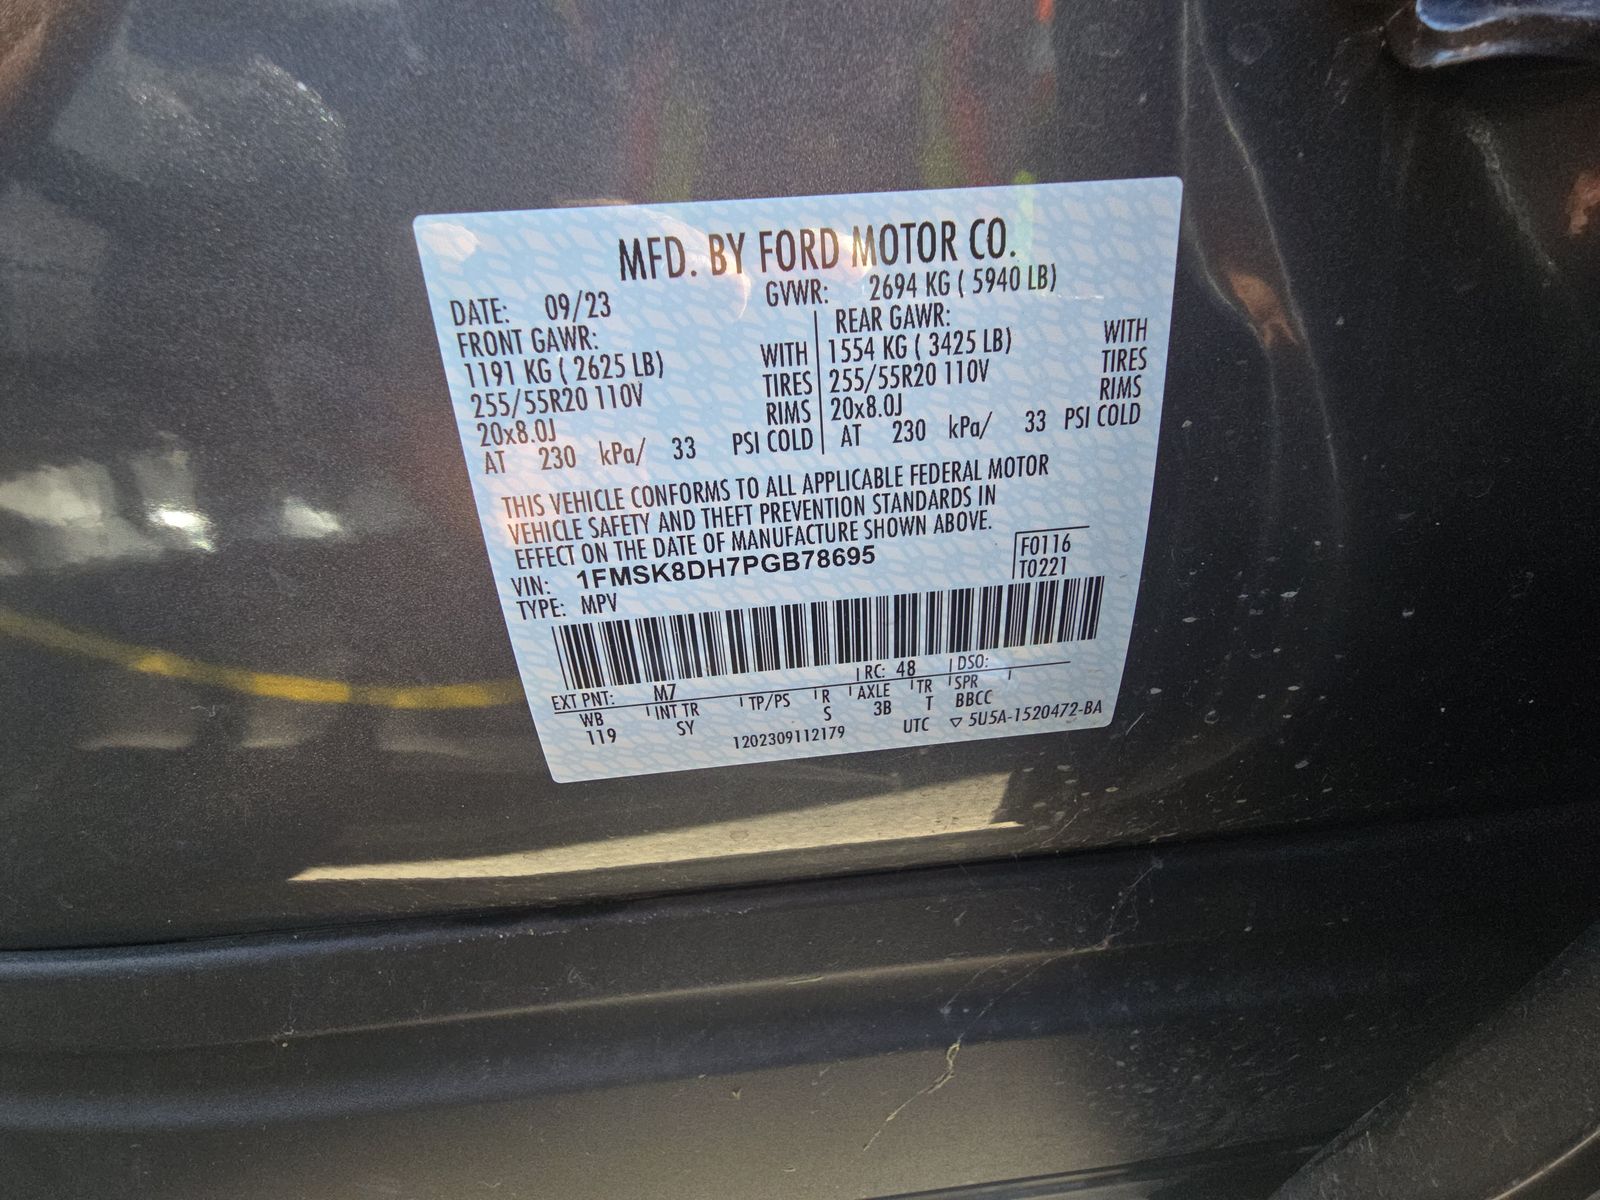 MFD. BY FORD MOTOR CO.
DATE: 09/23 GVWR: 2694 KG ( 5940 LB)
FRONT GAWR: REAR GAWR:
1191 KG ( 2625 LB) WITH 1554 KG ( 3425 LB) WITH
255/55R20 110V TIRES 255/55R20 110V TIRES
20x8.0J RIMS 20x8.0J RIMS
AT 230 kPa/ 33 PSI COLD AT 230 kPa/ 33 PSI COLD
THIS VEHICLE CONFORMS TO ALL APPLICABLE FEDERAL MOTOR
VEHICLE SAFETY AND THEFT PREVENTION STANDARDS IN
EFFECT ON THE DATE OF MANUFACTURE SHOWN ABOVE.
VIN: 1FMSK8DH7PGB78695 F0116
TYPE: MPV T0221
EXT PNT: M7 RC: 48 DSO:
WB INT TR TP/PS R AXLE TR SPR
119 SY S 3B T BBCC
1202309112179 UTC ▽ 5U5A-1520472-BA